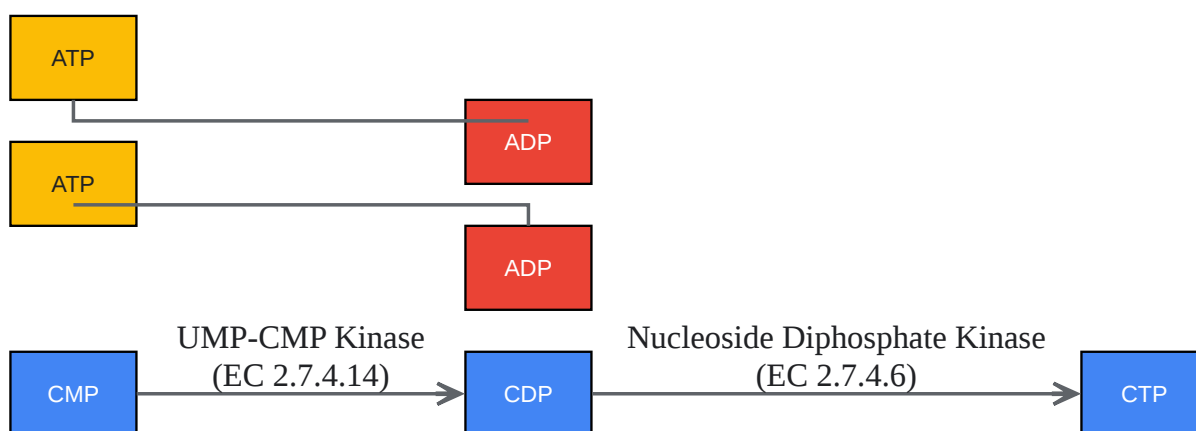 ATP
ADP
ATP
ADP
UMP-CMP Kinase
(EC 2.7.4.14)
Nucleoside Diphosphate Kinase
(EC 2.7.4.6)
CMP
CDP
CTP